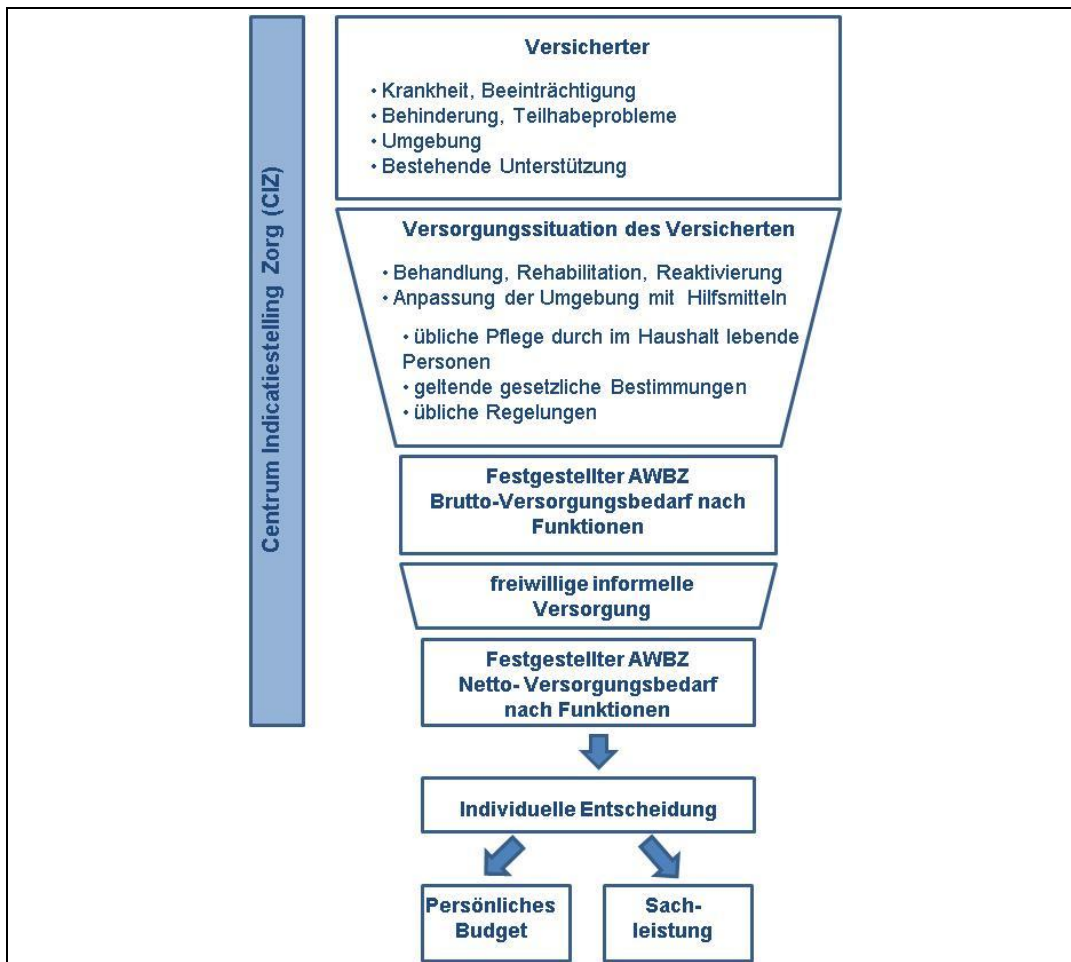 Centrum Indicatiestelling Zorg (CIZ)
Versicherter
• Krankheit, Beeinträchtigung
• Behinderung, Teilhabeprobleme
• Umgebung
• Bestehende Unterstützung
Versorgungssituation des Versicherten
• Behandlung, Rehabilitation, Reaktivierung
• Anpassung der Umgebung mit Hilfsmitteln
• übliche Pflege durch im Haushalt lebende
Personen
• geltende gesetzliche Bestimmungen
• übliche Regelungen
Festgestellter AWBZ
Brutto-Versorgungsbedarf nach
Funktionen
freiwillige informelle
Versorgung
Festgestellter AWBZ
Netto- Versorgungsbedarf
nach Funktionen
Individuelle Entscheidung
Persönliches
Budget
Sach-
leistung